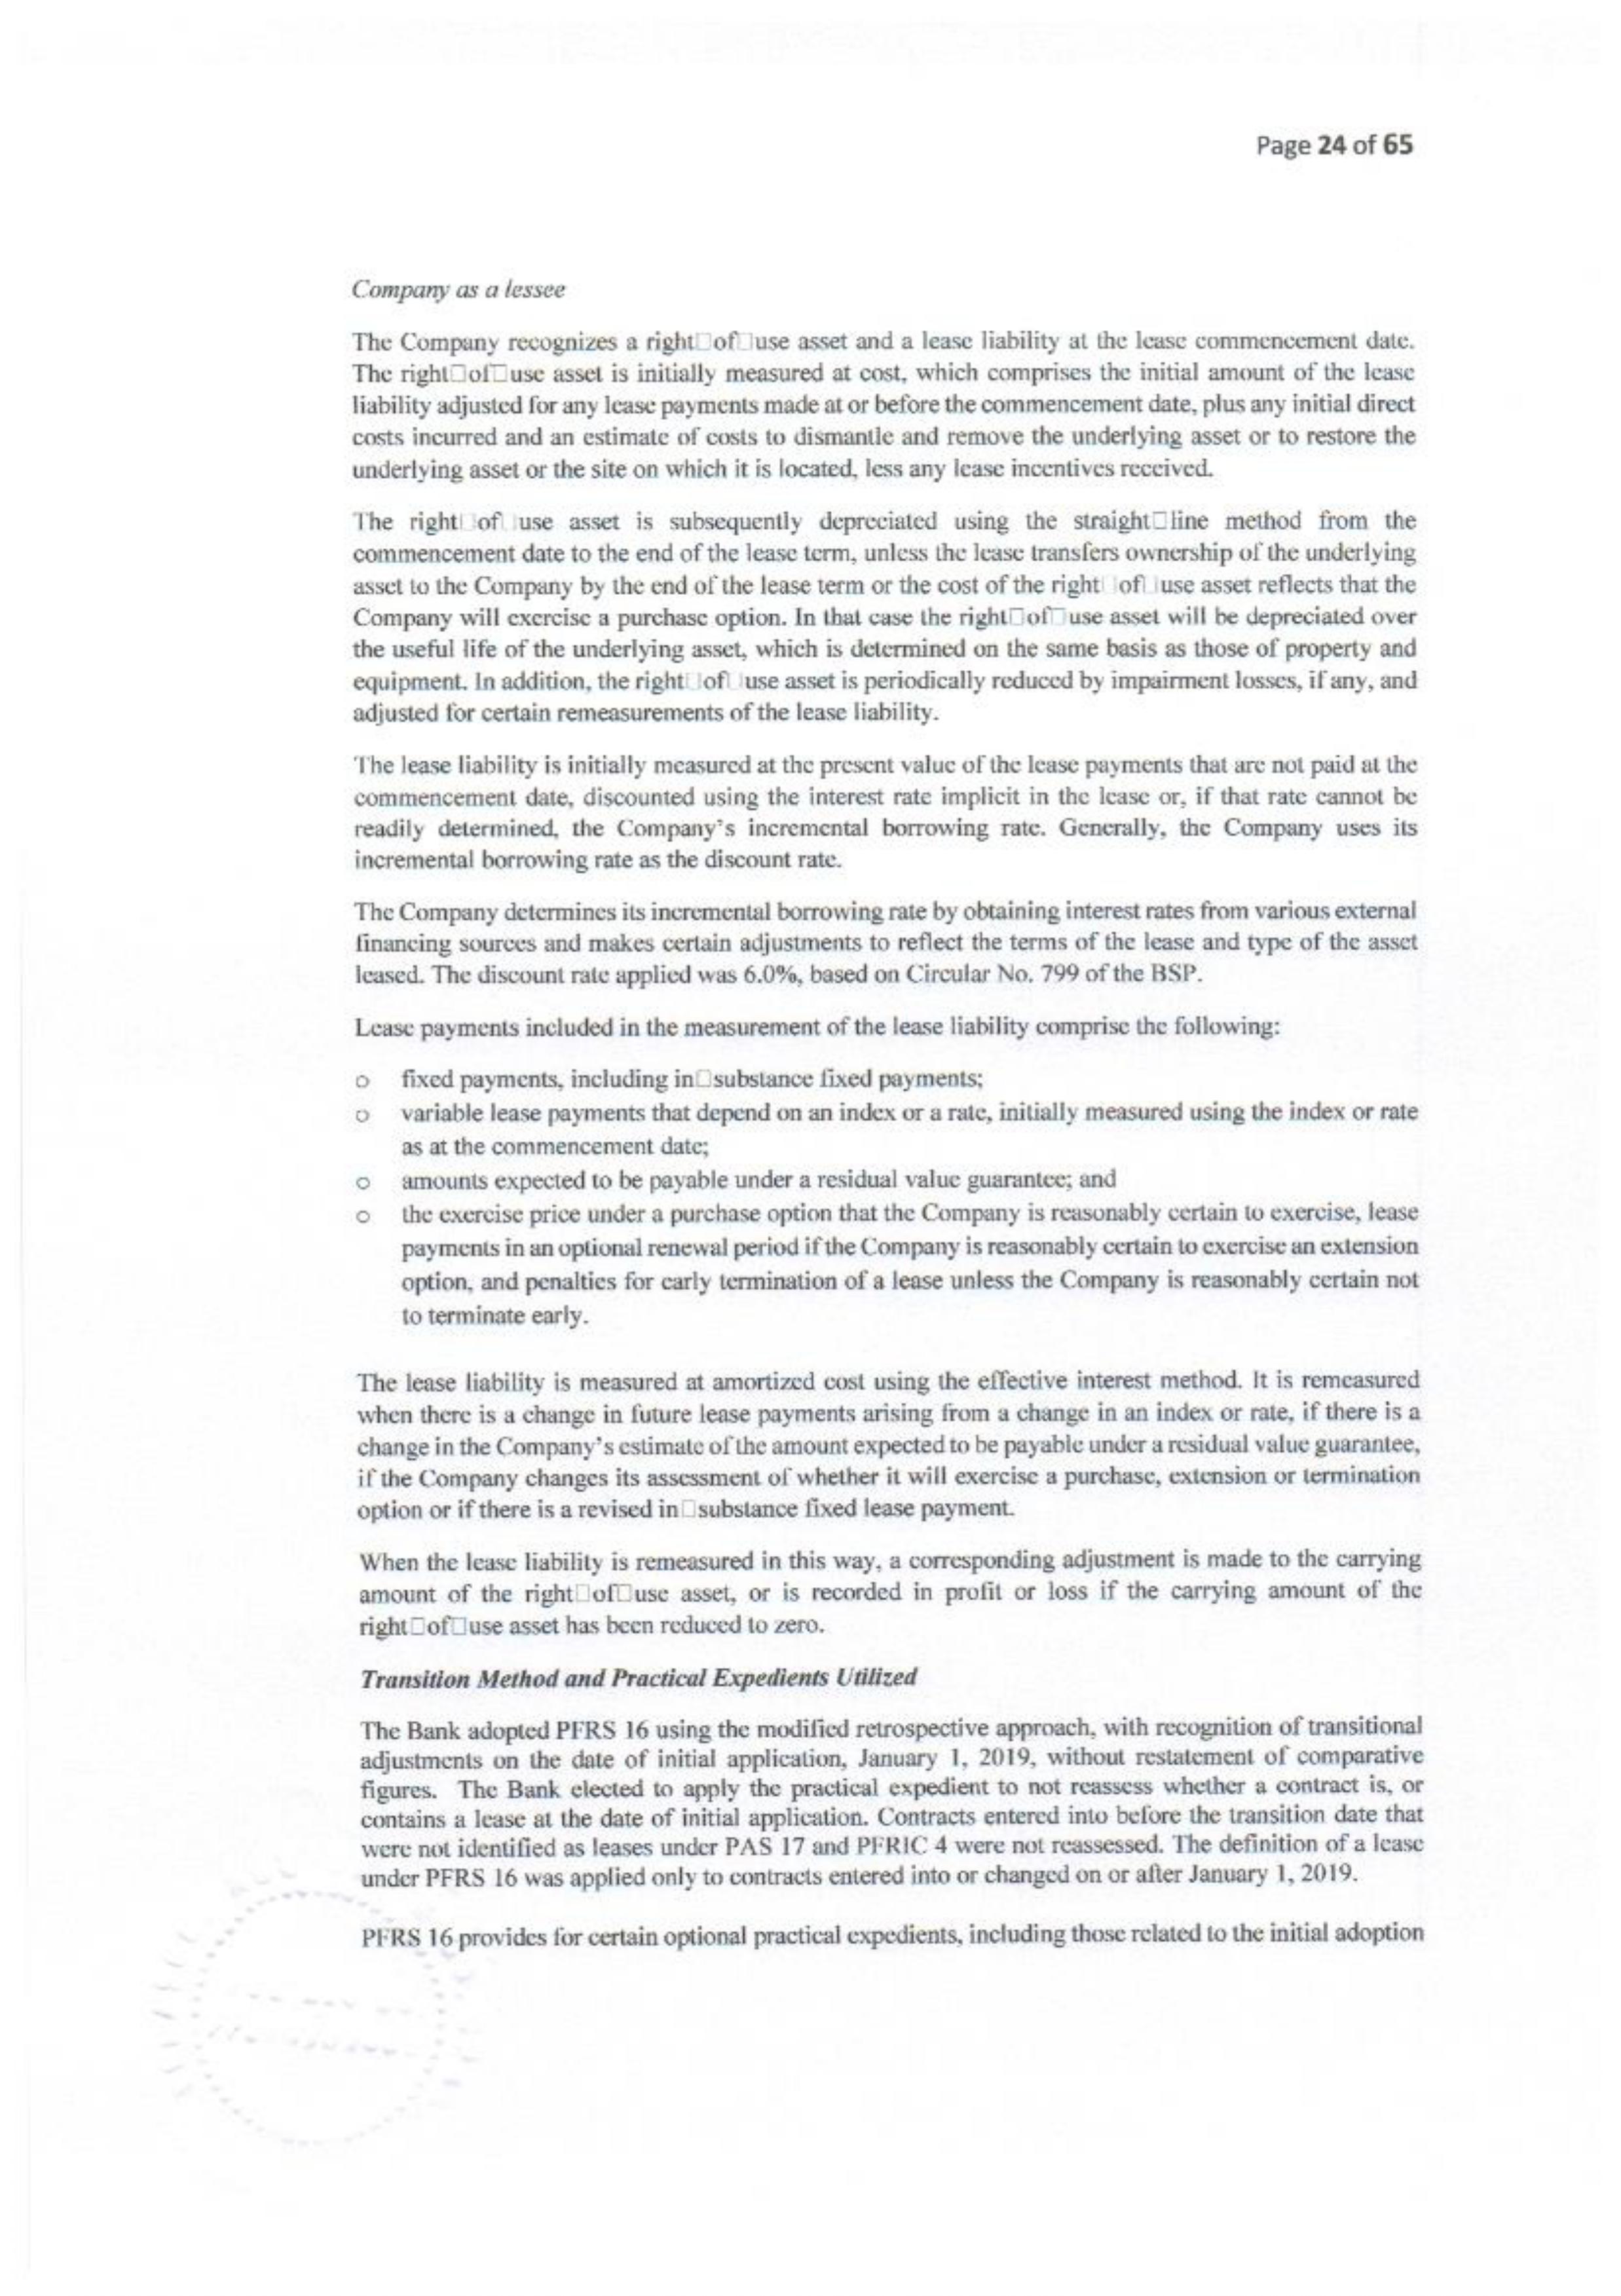 Page 24 of 65
Company as a lessee
The Company recognizes a right□of□use asset and a lease liability at the lease commencement date.
The right□of□use asset is initially measured at cost, which comprises the initial amount of the lease
liability adjusted for any lease payments made at or before the commencement date, plus any initial direct
costs incurred and an estimate of costs to dismantle and remove the underlying asset or to restore the
underlying asset or the site on which it is located, less any lease incentives received.
The right□of□use asset is subsequently depreciated using the straight□line method from the
commencement date to the end of the lease term, unless the lease transfers ownership of the underlying
asset to the Company by the end of the lease term or the cost of the right□of□use asset reflects that the
Company will exercise a purchase option. In that case the right□of□use asset will be depreciated over
the useful life of the underlying asset, which is determined on the same basis as those of property and
equipment. In addition, the right□of□use asset is periodically reduced by impairment losses, if any, and
adjusted for certain remeasurements of the lease liability.
The lease liability is initially measured at the present value of the lease payments that are not paid at the
commencement date, discounted using the interest rate implicit in the lease or, if that rate cannot be
readily determined, the Company's incremental borrowing rate. Generally, the Company uses its
incremental borrowing rate as the discount rate.
The Company determines its incremental borrowing rate by obtaining interest rates from various external
financing sources and makes certain adjustments to reflect the terms of the lease and type of the asset
leased. The discount rate applied was 6.0%, based on Circular No. 799 of the BSP.
Lease payments included in the measurement of the lease liability comprise the following:
o fixed payments, including in□substance fixed payments;
o variable lease payments that depend on an index or a rate, initially measured using the index or rate
as at the commencement date;
o amounts expected to be payable under a residual value guarantee; and
o the exercise price under a purchase option that the Company is reasonably certain to exercise, lease
payments in an optional renewal period if the Company is reasonably certain to exercise an extension
option, and penalties for early termination of a lease unless the Company is reasonably certain not
to terminate early.
The lease liability is measured at amortized cost using the effective interest method. It is remeasured
when there is a change in future lease payments arising from a change in an index or rate, if there is a
change in the Company's estimate of the amount expected to be payable under a residual value guarantee,
if the Company changes its assessment of whether it will exercise a purchase, extension or termination
option or if there is a revised in□substance fixed lease payment.
When the lease liability is remeasured in this way, a corresponding adjustment is made to the carrying
amount of the right□of□use asset, or is recorded in profit or loss if the carrying amount of the
right□of□use asset has been reduced to zero.
Transition Method and Practical Expedients Utilized
The Bank adopted PFRS 16 using the modified retrospective approach, with recognition of transitional
adjustments on the date of initial application, January 1, 2019, without restatement of comparative
figures. The Bank elected to apply the practical expedient to not reassess whether a contract is, or
contains a lease at the date of initial application. Contracts entered into before the transition date that
were not identified as leases under PAS 17 and PFRIC 4 were not reassessed. The definition of a lease
under PFRS 16 was applied only to contracts entered into or changed on or after January 1, 2019.
PFRS 16 provides for certain optional practical expedients, including those related to the initial adoption